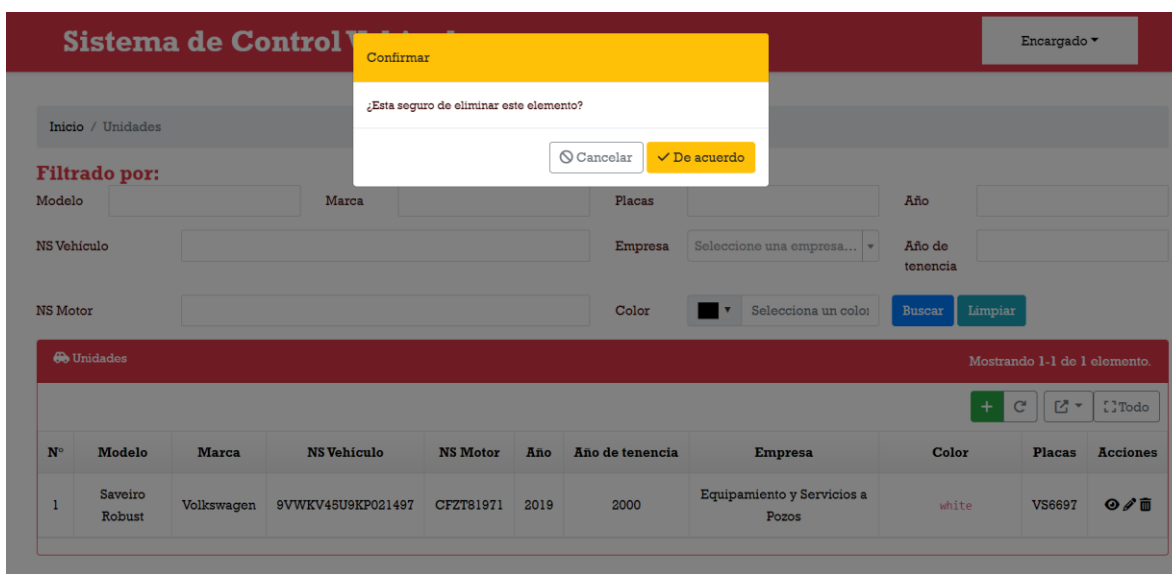 Sistema de Control
Encargado
Confirmar
¿Esta seguro de eliminar este elemento?
Cancelar De acuerdo
Inicio / Unidades
Filtrado por:
Modelo Marca Placas Año
NS Vehículo Empresa Seleccione una empresa... Año de
tenencia
NS Motor Color Selecciona un color Buscar Limpiar
Unidades Mostrando 1-1 de 1 elemento.
Todo
N° Modelo Marca NS Vehículo NS Motor Año Año de tenencia Empresa Color Placas Acciones
1 Saveiro Robust Volkswagen 9VWKV45U9KP021497 CFZT81971 2019 2000 Equipamiento y Servicios a Pozos white VS6697